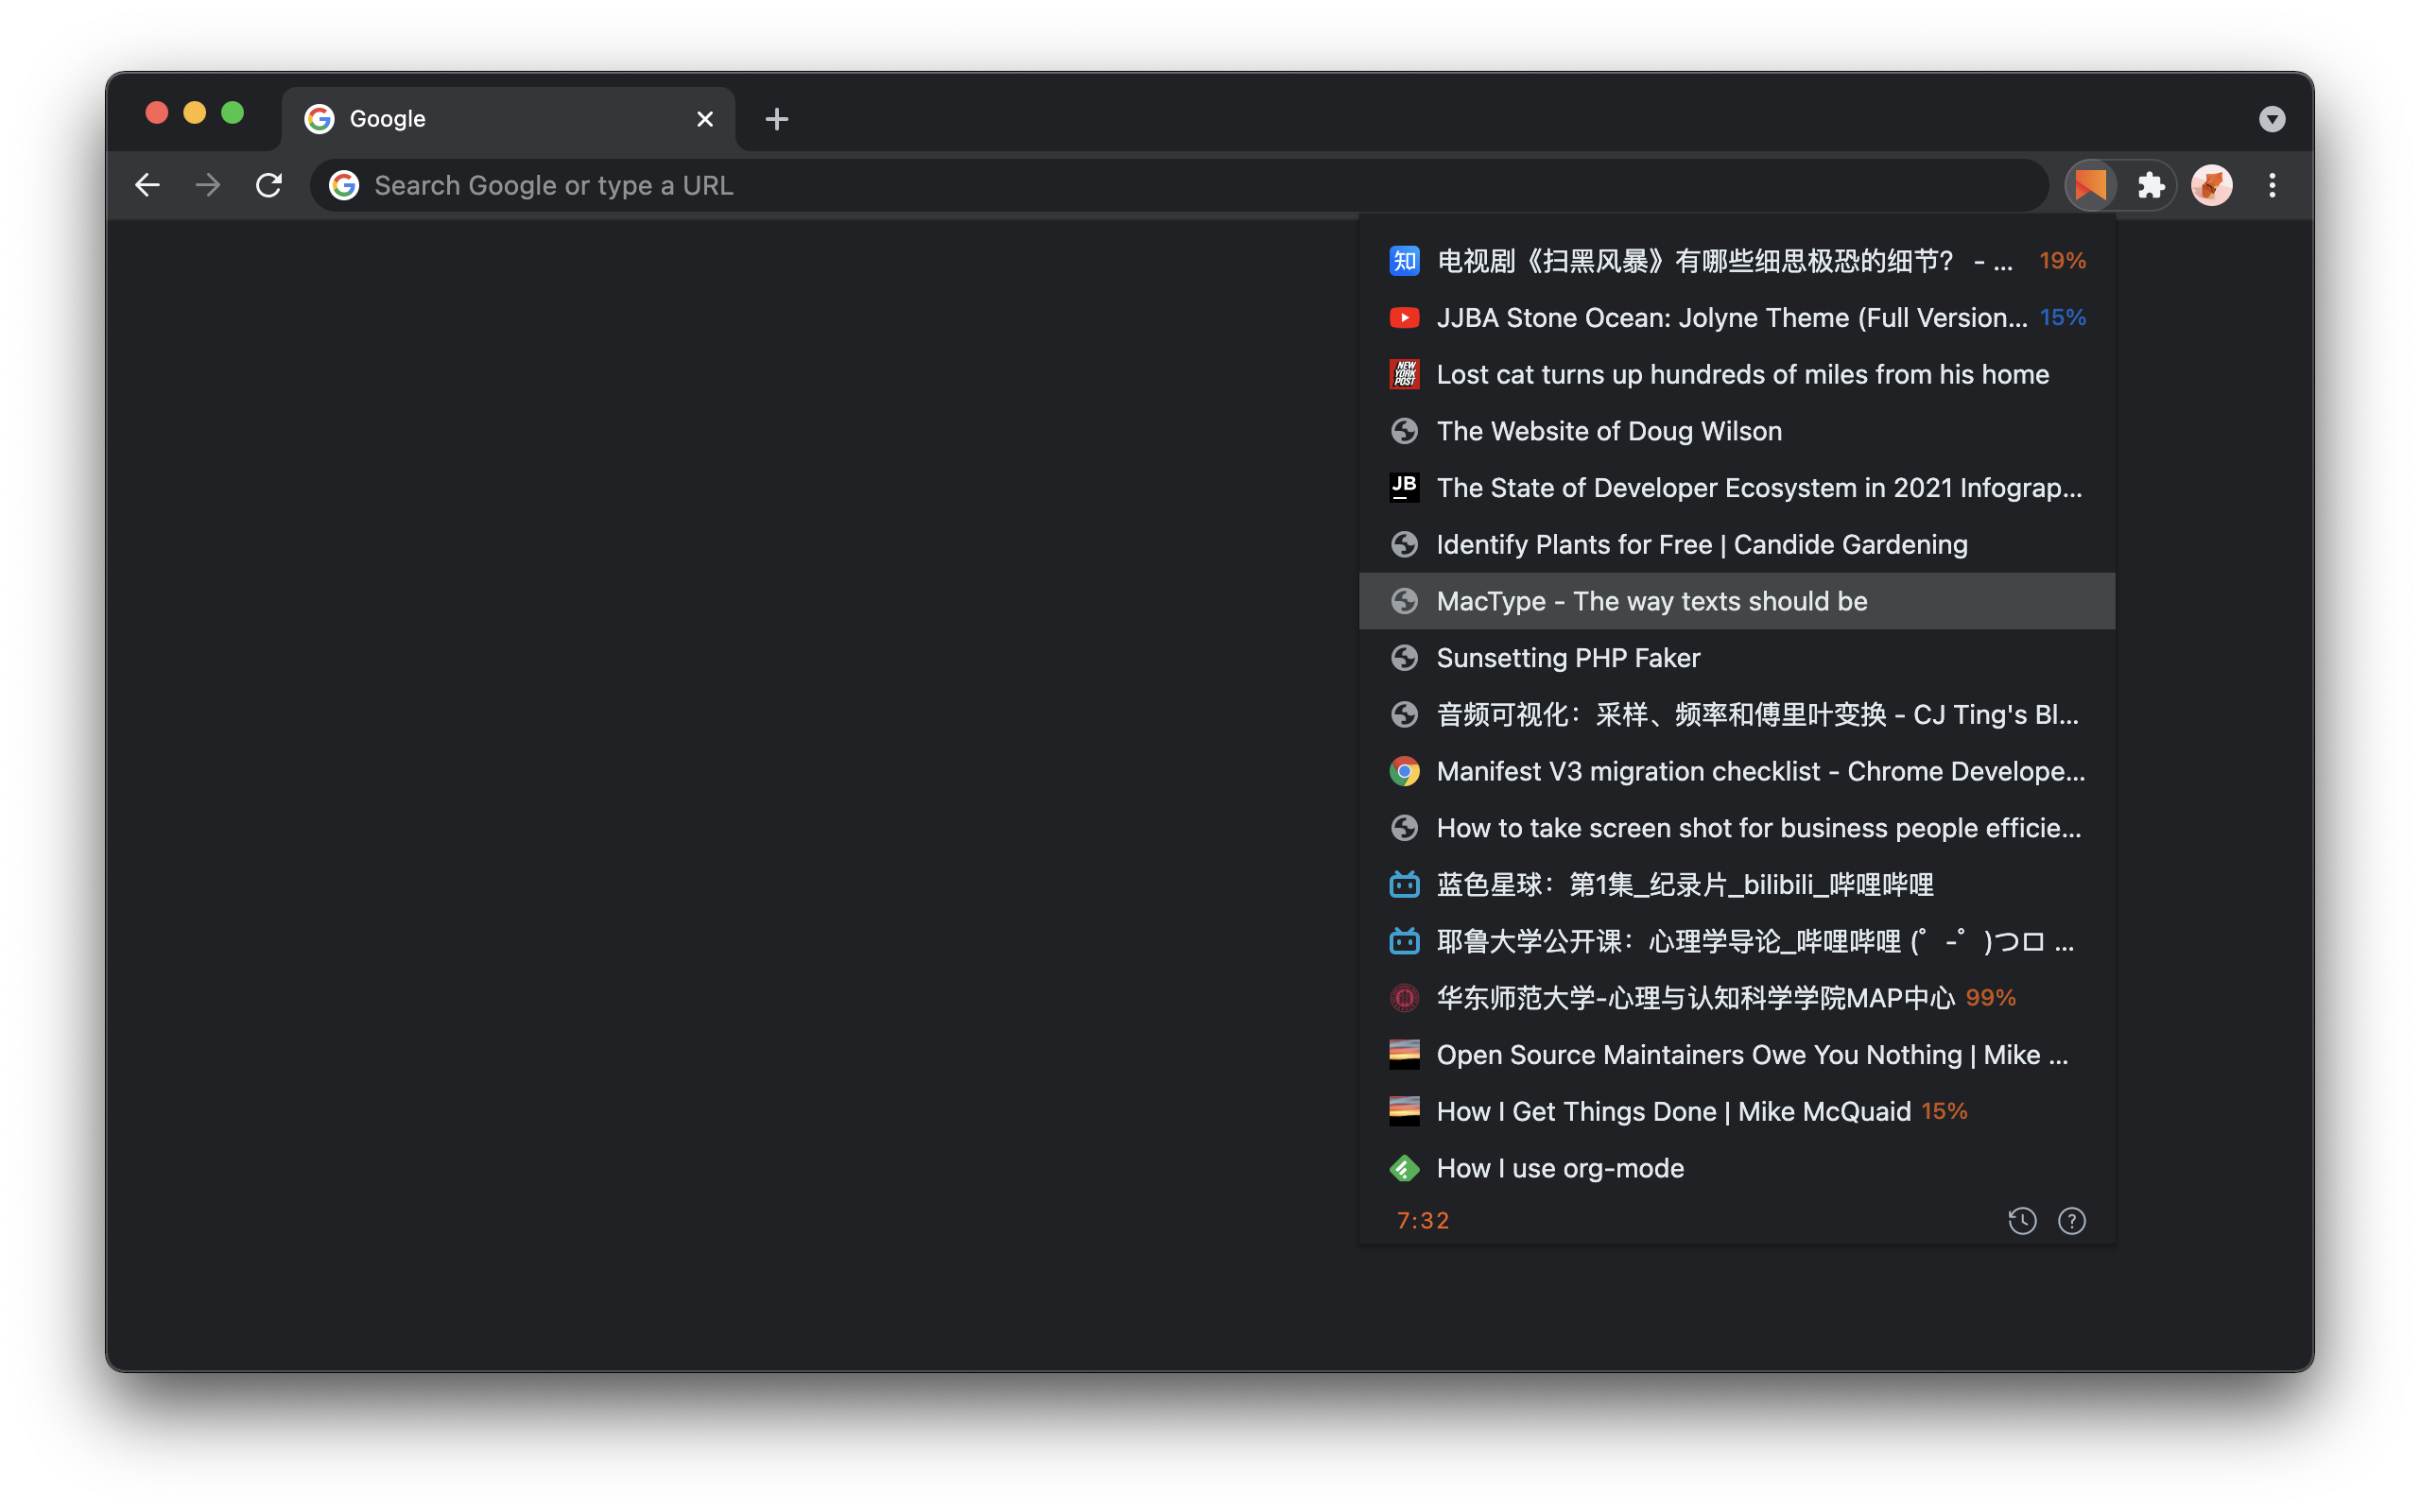 Google
Search Google or type a URL
知 电视剧《扫黑风暴》有哪些细思极恐的细节？ - ... 19%
JJBA Stone Ocean: Jolyne Theme (Full Version... 15%
NEW YORK POST Lost cat turns up hundreds of miles from his home
The Website of Doug Wilson
JB The State of Developer Ecosystem in 2021 Infograp...
Identify Plants for Free | Candide Gardening
MacType - The way texts should be
Sunsetting PHP Faker
音频可视化：采样、频率和傅里叶变换 - CJ Ting's Bl...
Manifest V3 migration checklist - Chrome Develope...
How to take screen shot for business people efficie...
蓝色星球：第1集_纪录片_bilibili_哔哩哔哩
耶鲁大学公开课：心理学导论_哔哩哔哩 (゜-゜)つロ ...
华东师范大学-心理与认知科学学院MAP中心 99%
Open Source Maintainers Owe You Nothing | Mike ...
How I Get Things Done | Mike McQuaid 15%
How I use org-mode
7:32